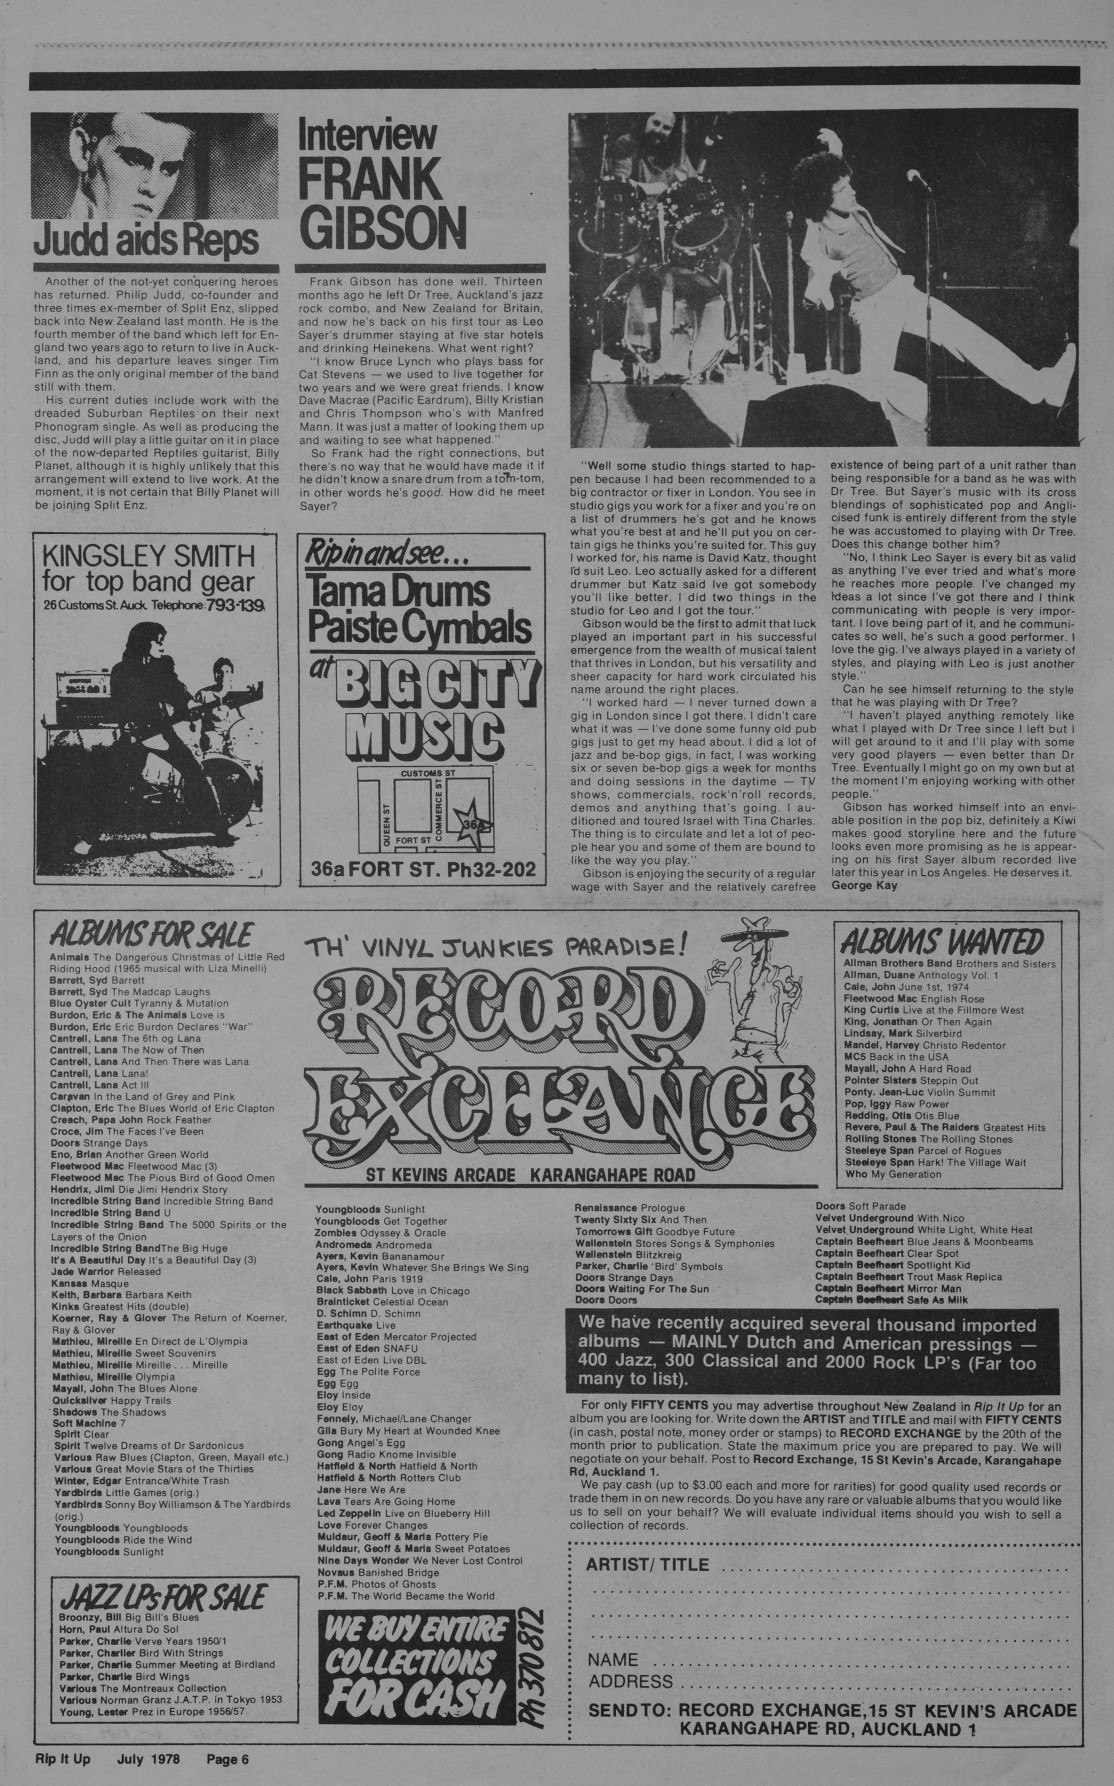 Judd aids Reps
Another of the not-yet conquering heroes
has returned. Philip Judd, co-founder and
three times ex-member of Split Enz, slipped
back into New Zealand last month. He is the
fourth member of the band which left for En-
gland two years ago to return to live in Auck-
land, and his departure leaves singer Tim
Finn as the only original member of the band
still with them.
His current duties include work with the
dreaded Suburban Reptiles on their next
Phonogram single. As well as producing the
disc, Judd will play a little guitar on it in place
of the now-departed Reptiles guitarist, Billy
Planet, although it is highly unlikely that this
arrangement will extend to live work. At the
moment, it is not certain that Billy Planet will
be joining Split Enz.
Interview
FRANK
GIBSON
Frank Gibson has done well. Thirteen
months ago he left Dr Tree, Auckland's jazz
rock combo, and New Zealand for Britain,
and now he's back on his first tour as Leo
Sayer's drummer staying at five star hotels
and drinking Heinekens. What went right?
"I know Bruce Lynch who plays bass for
Cat Stevens — we used to live together for
two years and we were great friends. I know
Dave Macrae (Pacific Eardrum), Billy Kristian
and Chris Thompson who's with Manfred
Mann. It was just a matter of looking them up
and waiting to see what happened."
So Frank had the right connections, but
there's no way that he would have made it if
he didn't know a snare drum from a tom-tom,
in other words he's good. How did he meet
Sayer?
"Well some studio things started to hap-
pen because I had been recommended to a
big contractor or fixer in London. You see in
studio gigs you work for a fixer and you're on
a list of drummers he's got and he knows
what you're best at and he'll put you on cer-
tain gigs he thinks you're suited for. This guy
I worked for, his name is David Katz, thought
I'd suit Leo. Leo actually asked for a different
drummer but Katz said Ive got somebody
you'll like better. I did two things in the
studio for Leo and I got the tour."
Gibson would be the first to admit that luck
played an important part in his successful
emergence from the wealth of musical talent
that thrives in London, but his versatility and
sheer capacity for hard work circulated his
name around the right places.
"I worked hard — I never turned down a
gig in London since I got there. I didn't care
what it was — I've done some funny old pub
gigs just to get my head about. I did a lot of
jazz and be-bop gigs, in fact, I was working
six or seven be-bop gigs a week for months
and doing sessions in the daytime — TV
shows, commercials, rock'n'roll records,
demos and anything that's going. I au-
ditioned and toured Israel with Tina Charles.
The thing is to circulate and let a lot of peo-
ple hear you and some of them are bound to
like the way you play."
Gibson is enjoying the security of a regular
wage with Sayer and the relatively carefree
existence of being part of a unit rather than
being responsible for a band as he was with
Dr Tree. But Sayer's music with its cross
blendings of sophisticated pop and Angli-
cised funk is entirely different from the style
he was accustomed to playing with Dr Tree.
Does this change bother him?
"No, I think Leo Sayer is every bit as valid
as anything I've ever tried and what's more
he reaches more people. I've changed my
ideas a lot since I've got there and I think
communicating with people is very impor-
tant. I love being part of it, and he communi-
cates so well, he's such a good performer. I
love the gig. I've always played in a variety of
styles, and playing with Leo is just another
style."
Can he see himself returning to the style
that he was playing with Dr Tree?
"I haven't played anything remotely like
what I played with Dr Tree since I left but I
will get around to it and I'll play with some
very good players — even better than Dr
Tree. Eventually I might go on my own but at
the moment I'm enjoying working with other
people."
Gibson has worked himself into an envi-
able position in the pop biz, definitely a Kiwi
makes good storyline here and the future
looks even more promising as he is appear-
ing on his first Sayer album recorded live
later this year in Los Angeles. He deserves it.
George Kay
KINGSLEY SMITH
for top band gear
26 Customs St. Auck. Telephone: 793-139.
Rip in and see...
Tama Drums
Paiste Cymbals
at BIG CITY
MUSIC
CUSTOMS ST
QUEEN ST
COMMERCE ST
FORT ST
36A
36a FORT ST. Ph32-202
ALBUMS FOR SALE
Animals The Dangerous Christmas of Little Red
Riding Hood (1965 musical with Liza Minelli)
Barrett, Syd Barrett
Barrett, Syd The Madcap Laughs
Blue Oyster Cult Tyranny & Mutation
Burdon, Eric & The Animals Love is
Burdon, Eric Eric Burdon Declares "War"
Cantrell, Lana The 6th og Lana
Cantrell, Lana The Now of Then
Cantrell, Lana And Then There was Lana
Cantrell, Lana Lana!
Cantrell, Lana Act III
Caravan In the Land of Grey and Pink
Clapton, Eric The Blues World of Eric Clapton
Creach, Papa John Rock Feather
Croce, Jim The Faces I've Been
Doors Strange Days
Eno, Brian Another Green World
Fleetwood Mac Fleetwood Mac (3)
Fleetwood Mac The Pious Bird of Good Omen
Hendrix, Jimi Die Jimi Hendrix Story
Incredible String Band Incredible String Band
Incredible String Band U
Incredible String Band The 5000 Spirits or the
Layers of the Onion
Incredible String BandThe Big Huge
It's A Beautiful Day It's a Beautiful Day (3)
Jade Warrior Released
Kansas Masque
Keith, Barbara Barbara Keith
Kinks Greatest Hits (double)
Koerner, Ray & Glover The Return of Koerner,
Ray & Glover
Mathieu, Mireille En Direct de L'Olympia
Mathieu, Mireille Sweet Souvenirs
Mathieu, Mireille Mireille . . . Mireille
Mathieu, Mireille Olympia
Mayall, John The Blues Alone
Quicksilver Happy Trails
Shadows The Shadows
Soft Machine 7
Spirit Clear
Spirit Twelve Dreams of Dr Sardonicus
Various Raw Blues (Clapton, Green, Mayall etc.)
Various Great Movie Stars of the Thirties
Winter, Edgar Entrance/White Trash
Yardbirds Little Games (orig.)
Yardbirds Sonny Boy Williamson & The Yardbirds
(orig.)
Youngbloods Youngbloods
Youngbloods Ride the Wind
Youngbloods Sunlight
JAZZ LPs FOR SALE
Broonzy, Bill Big Bill's Blues
Horn, Paul Altura Do Sol
Parker, Charlie Verve Years 1950/1
Parker, Charlier Bird With Strings
Parker, Charlie Summer Meeting at Birdland
Parker, Charlie Bird Wings
Various The Montreaux Collection
Various Norman Granz J.A.T.P. in Tokyo 1953
Young, Lester Prez in Europe 1956/57
TH' VINYL JUNKIES PARADISE!
RECORD
EXCHANGE
ST KEVINS ARCADE KARANGAHAPE ROAD
Youngbloods Sunlight
Youngbloods Get Together
Zombies Odyssey & Oracle
Andromeda Andromeda
Ayers, Kevin Bananamour
Ayers, Kevin Whatever She Brings We Sing
Cale, John Paris 1919
Black Sabbath Love in Chicago
Brainticket Celestial Ocean
D. Schimn D. Schimn
Earthquake Live
East of Eden Mercator Projected
East of Eden SNAFU
East of Eden Live DBL
Egg The Polite Force
Egg Egg
Eloy Inside
Eloy Eloy
Fennely, Michael/Lane Changer
Glla Bury My Heart at Wounded Knee
Gong Angel's Egg
Gong Radio Knome Invisible
Hatfield & North Hatfield & North
Hatfield & North Rotters Club
Jane Here We Are
Lava Tears Are Going Home
Led Zeppelin Live on Blueberry Hill
Love Forever Changes
Muldaur, Geoff & Maria Pottery Pie
Muldaur, Geoff & Maria Sweet Potatoes
Nine Days Wonder We Never Lost Control
Novaus Banished Bridge
P.F.M. Photos of Ghosts
P.F.M. The World Became the World
WE BUY ENTIRE
COLLECTIONS
FOR CASH
Ph 370 812
Renaissance Prologue
Twenty Sixty Six And Then
Tomorrows Gift Goodbye Future
Wallenstein Stores Songs & Symphonies
Wallenstein Blitzkreig
Parker, Charlie 'Bird' Symbols
Doors Strange Days
Doors Waiting For The Sun
Doors Doors
Doors Soft Parade
Velvet Underground With Nico
Velvet Underground White Light, White Heat
Captain Beefheart Blue Jeans & Moonbeams
Captain Beefheart Clear Spot
Captain Beefheart Spotlight Kid
Captain Beefheart Trout Mask Replica
Captain Beefheart Mirror Man
Captain Beefheart Safe As Milk
ALBUMS WANTED
Allman Brothers Band Brothers and Sisters
Allman, Duane Anthology Vol. 1
Cale, John June 1st, 1974
Fleetwood Mac English Rose
King Curtis Live at the Fillmore West
King, Jonathan Or Then Again
Lindsay, Mark Silverbird
Mandel, Harvey Christo Redentor
MC5 Back in the USA
Mayall, John A Hard Road
Pointer Sisters Steppin Out
Ponty, Jean-Luc Violin Summit
Pop, Iggy Raw Power
Redding, Otis Otis Blue
Revere, Paul & The Raiders Greatest Hits
Rolling Stones The Rolling Stones
Steeleye Span Parcel of Rogues
Steeleye Span Hark! The Village Wait
Who My Generation
We have recently acquired several thousand imported
albums — MAINLY Dutch and American pressings —
400 Jazz, 300 Classical and 2000 Rock LP's (Far too
many to list).
For only FIFTY CENTS you may advertise throughout New Zealand in Rip It Up for an
album you are looking for. Write down the ARTIST and TITLE and mail with FIFTY CENTS
(in cash, postal note, money order or stamps) to RECORD EXCHANGE by the 20th of the
month prior to publication. State the maximum price you are prepared to pay. We will
negotiate on your behalf. Post to Record Exchange, 15 St Kevin's Arcade, Karangahape
Rd, Auckland 1.
We pay cash (up to $3.00 each and more for rarities) for good quality used records or
trade them in on new records. Do you have any rare or valuable albums that you would like
us to sell on your behalf? We will evaluate individual items should you wish to sell a
collection of records.
ARTIST/ TITLE
NAME
ADDRESS
SEND TO: RECORD EXCHANGE, 15 ST KEVIN'S ARCADE
KARANGAHAPE RD, AUCKLAND 1
Rip It Up July 1978 Page 6